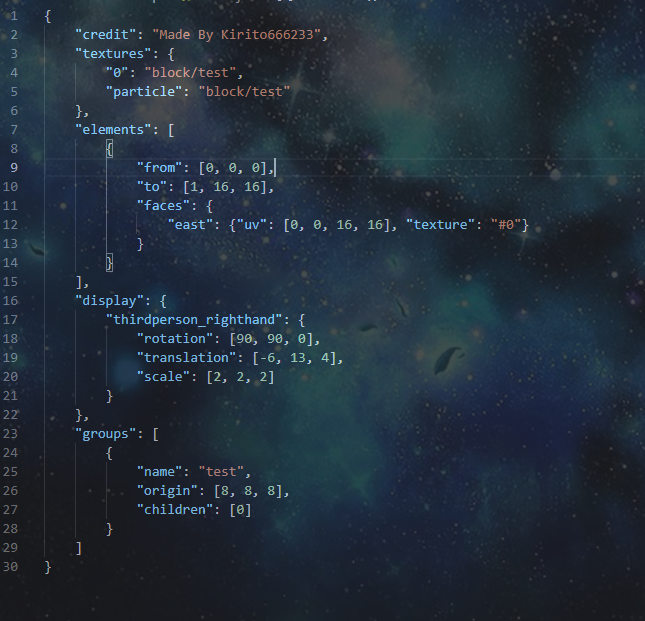 1 {
2     "credit": "Made By Kirito666233",
3     "textures": {
4         "0": "block/test",
5         "particle": "block/test"
6     },
7     "elements": [
8         {
9             "from": [0, 0, 0],
10             "to": [1, 16, 16],
11             "faces": {
12                 "east": {"uv": [0, 0, 16, 16], "texture": "#0"}
13             }
14         }
15     ],
16     "display": {
17         "thirdperson_righthand": {
18             "rotation": [90, 90, 0],
19             "translation": [-6, 13, 4],
20             "scale": [2, 2, 2]
21         }
22     },
23     "groups": [
24         {
25             "name": "test",
26             "origin": [8, 8, 8],
27             "children": [0]
28         }
29     ]
30 }